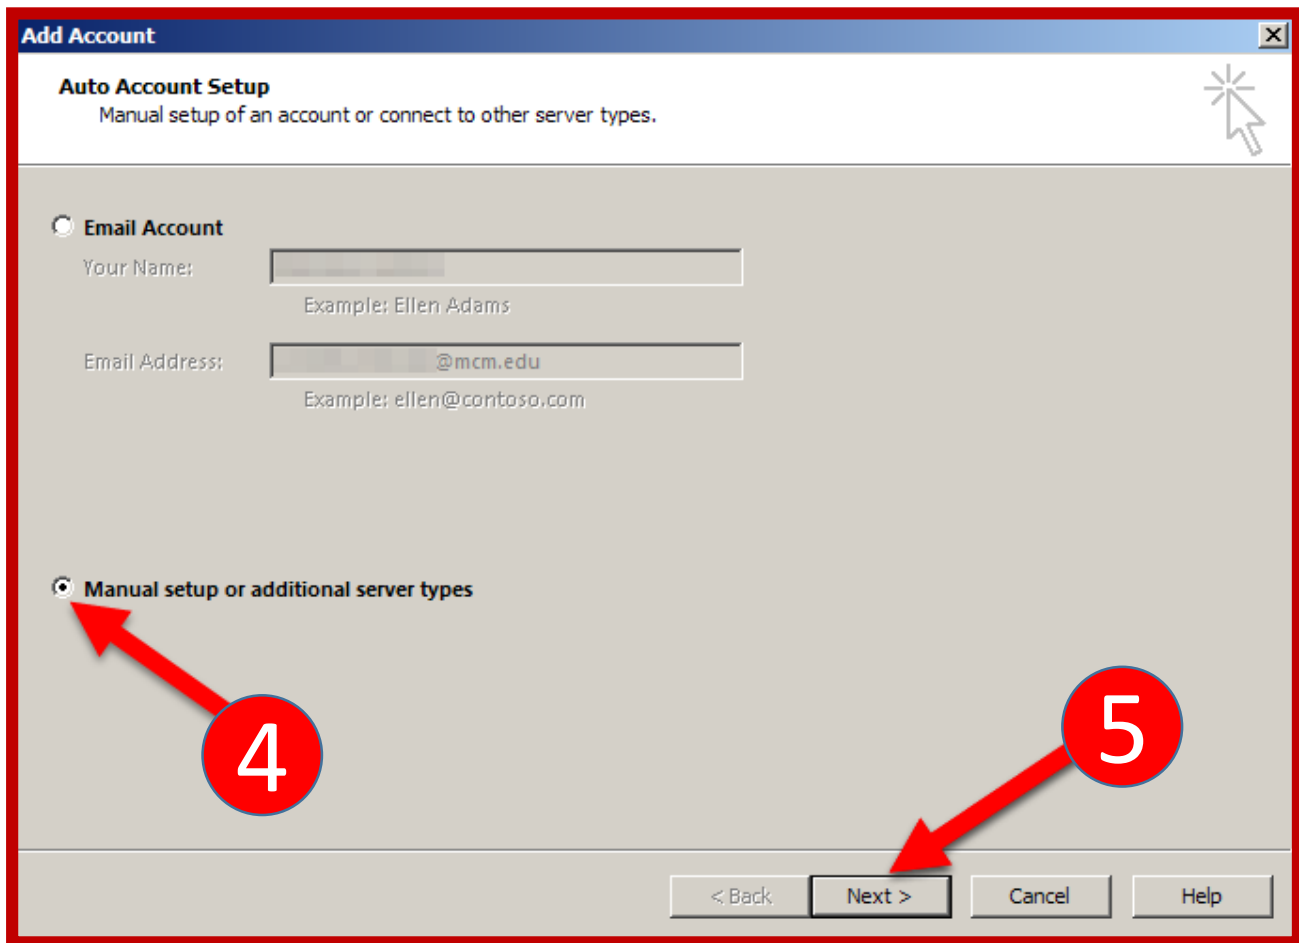 Add Account
Auto Account Setup
Manual setup of an account or connect to other server types.
Email Account
Your Name:
Example: Ellen Adams
Email Address: @mcm.edu
Example: ellen@contoso.com
Manual setup or additional server types
4
5
< Back Next > Cancel Help